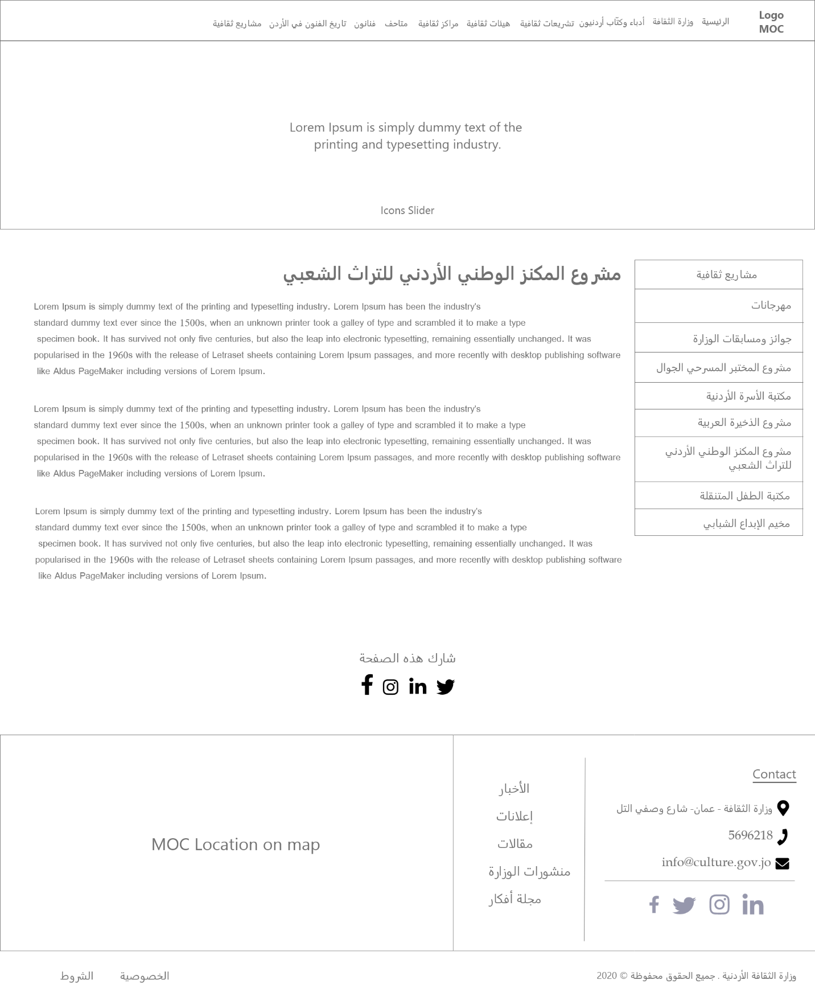 Logo
MOC
الرئيسية
وزارة الثقافة
أدباء وكتّاب أردنيون
تشريعات ثقافية
هيئات ثقافية
مراكز ثقافية
متاحف
فنانون
تاريخ الفنون في الأردن
مشاريع ثقافية
Lorem Ipsum is simply dummy text of the
printing and typesetting industry.
Icons Slider
مشاريع ثقافية
مهرجانات
جوائز ومسابقات الوزارة
مشروع المختبر المسرحي الجوال
مكتبة الأسرة الأردنية
مشروع الذخيرة العربية
مشروع المكنز الوطني الأردني
للتراث الشعبي
مكتبة الطفل المتنقلة
مخيم الإبداع الشبابي
مشروع المكنز الوطني الأردني للتراث الشعبي
Lorem Ipsum is simply dummy text of the printing and typesetting industry. Lorem Ipsum has been the industry's
standard dummy text ever since the 1500s, when an unknown printer took a galley of type and scrambled it to make a type
specimen book. It has survived not only five centuries, but also the leap into electronic typesetting, remaining essentially unchanged. It was
popularised in the 1960s with the release of Letraset sheets containing Lorem Ipsum passages, and more recently with desktop publishing software
like Aldus PageMaker including versions of Lorem Ipsum.
Lorem Ipsum is simply dummy text of the printing and typesetting industry. Lorem Ipsum has been the industry's
standard dummy text ever since the 1500s, when an unknown printer took a galley of type and scrambled it to make a type
specimen book. It has survived not only five centuries, but also the leap into electronic typesetting, remaining essentially unchanged. It was
popularised in the 1960s with the release of Letraset sheets containing Lorem Ipsum passages, and more recently with desktop publishing software
like Aldus PageMaker including versions of Lorem Ipsum.
Lorem Ipsum is simply dummy text of the printing and typesetting industry. Lorem Ipsum has been the industry's
standard dummy text ever since the 1500s, when an unknown printer took a galley of type and scrambled it to make a type
specimen book. It has survived not only five centuries, but also the leap into electronic typesetting, remaining essentially unchanged. It was
popularised in the 1960s with the release of Letraset sheets containing Lorem Ipsum passages, and more recently with desktop publishing software
like Aldus PageMaker including versions of Lorem Ipsum.
شارك هذه الصفحة
Contact
وزارة الثقافة - عمان- شارع وصفي التل
5696218
info@culture.gov.jo
الأخبار
إعلانات
مقالات
منشورات الوزارة
مجلة أفكار
MOC Location on map
وزارة الثقافة الأردنية . جميع الحقوق محفوظة © 2020
الخصوصية
الشروط